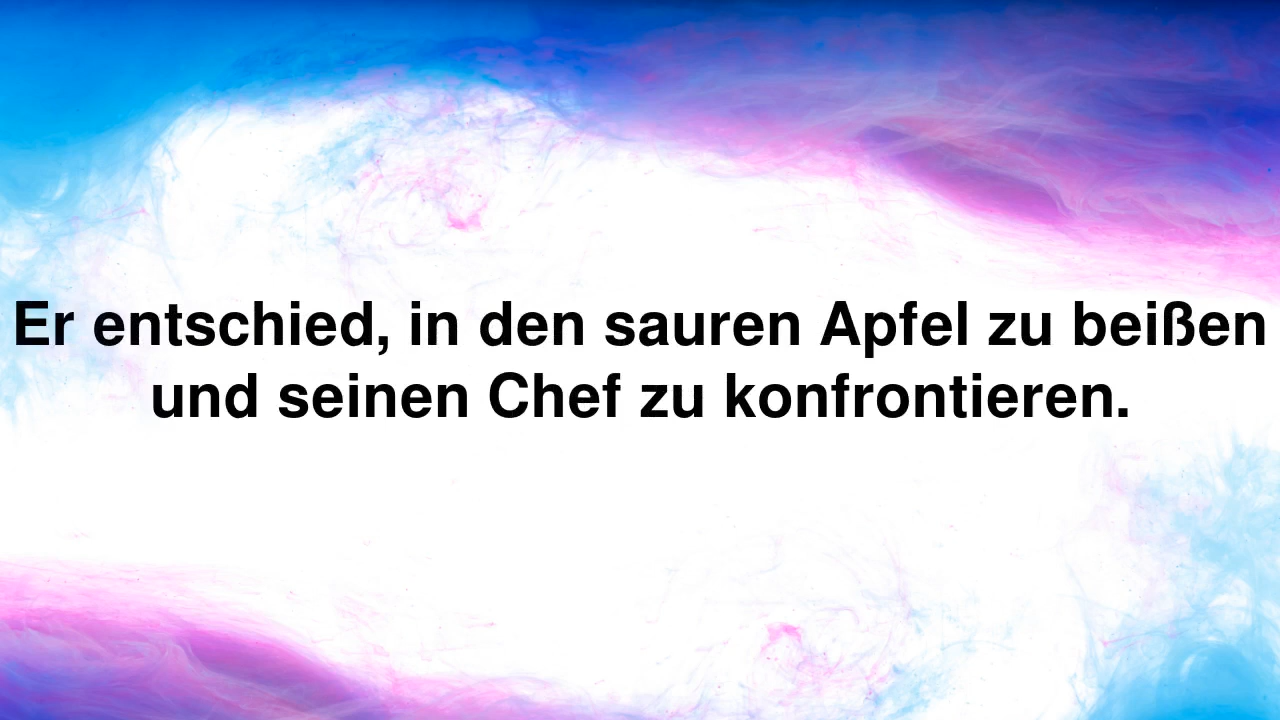 Er entschied, in den sauren Apfel zu beißen
und seinen Chef zu konfrontieren.